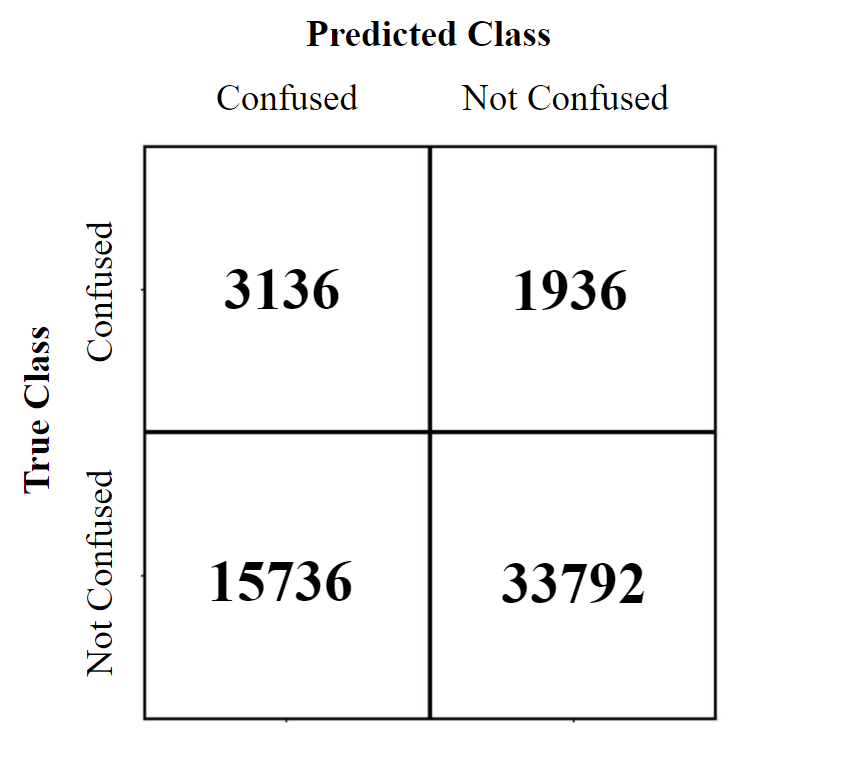 Predicted Class
Confused Not Confused
True Class
Confused
3136 1936
Not Confused
15736 33792